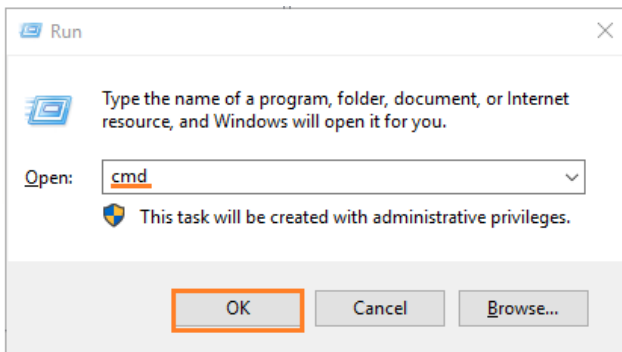 Run
Type the name of a program, folder, document, or Internet
resource, and Windows will open it for you.
Open: cmd
This task will be created with administrative privileges.
OK Cancel Browse...